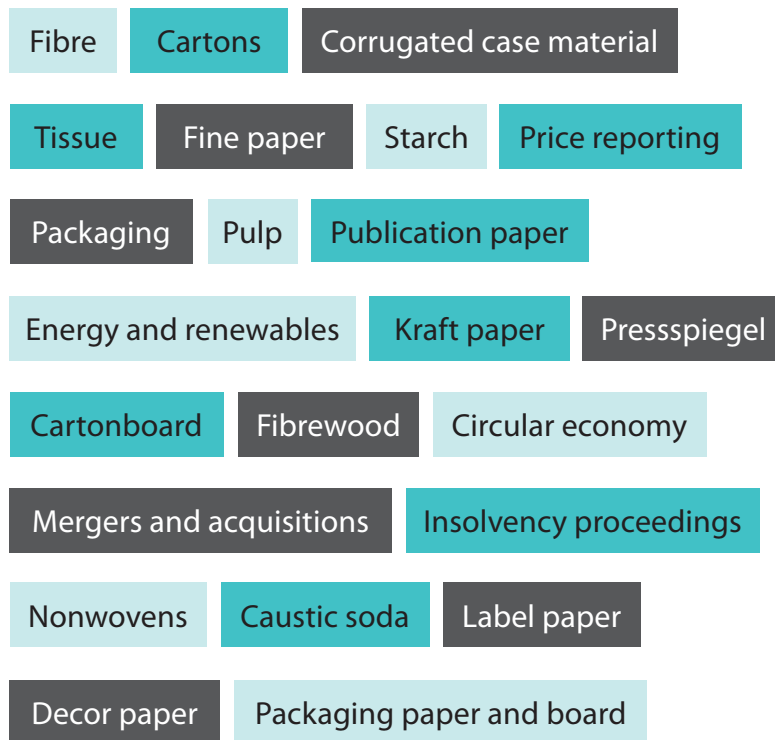 Fibre Cartons Corrugated case material
Tissue Fine paper Starch Price reporting
Packaging Pulp Publication paper
Energy and renewables Kraft paper Pressspiegel
Cartonboard Fibrewood Circular economy
Mergers and acquisitions Insolvency proceedings
Nonwovens Caustic soda Label paper
Decor paper Packaging paper and board